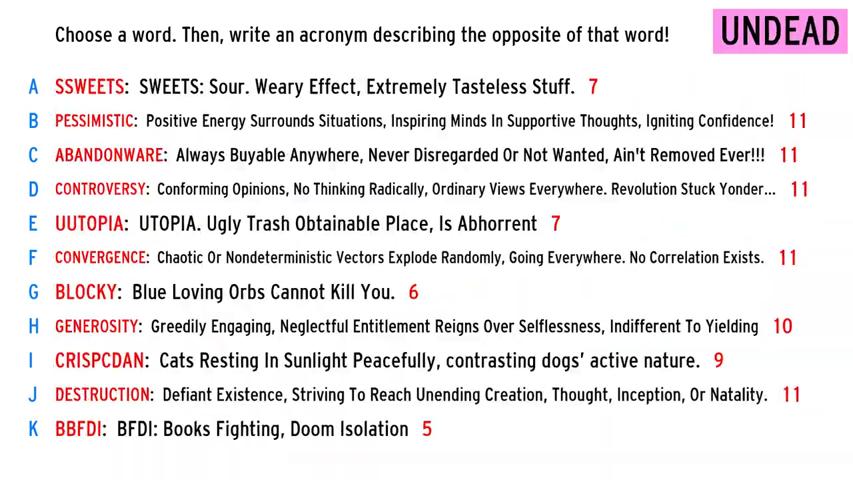 Choose a word. Then, write an acronym describing the opposite of that word!
UNDEAD
A SSWEETS: SWEETS: Sour. Weary Effect, Extremely Tasteless Stuff. 7
B PESSIMISTIC: Positive Energy Surrounds Situations, Inspiring Minds In Supportive Thoughts, Igniting Confidence! 11
C ABANDONWARE: Always Buyable Anywhere, Never Disregarded Or Not Wanted, Ain't Removed Ever!!! 11
D CONTROVERSY: Conforming Opinions, No Thinking Radically, Ordinary Views Everywhere. Revolution Stuck Yonder... 11
E UUTOPIA: UTOPIA. Ugly Trash Obtainable Place, Is Abhorrent 7
F CONVERGENCE: Chaotic Or Nondeterministic Vectors Explode Randomly, Going Everywhere. No Correlation Exists. 11
G BLOCKY: Blue Loving Orbs Cannot Kill You. 6
H GENEROSITY: Greedily Engaging, Neglectful Entitlement Reigns Over Selflessness, Indifferent To Yielding 10
I CRISPCDAN: Cats Resting In Sunlight Peacefully, contrasting dogs’ active nature. 9
J DESTRUCTION: Defiant Existence, Striving To Reach Unending Creation, Thought, Inception, Or Natality. 11
K BBFDI: BFDI: Books Fighting, Doom Isolation 5